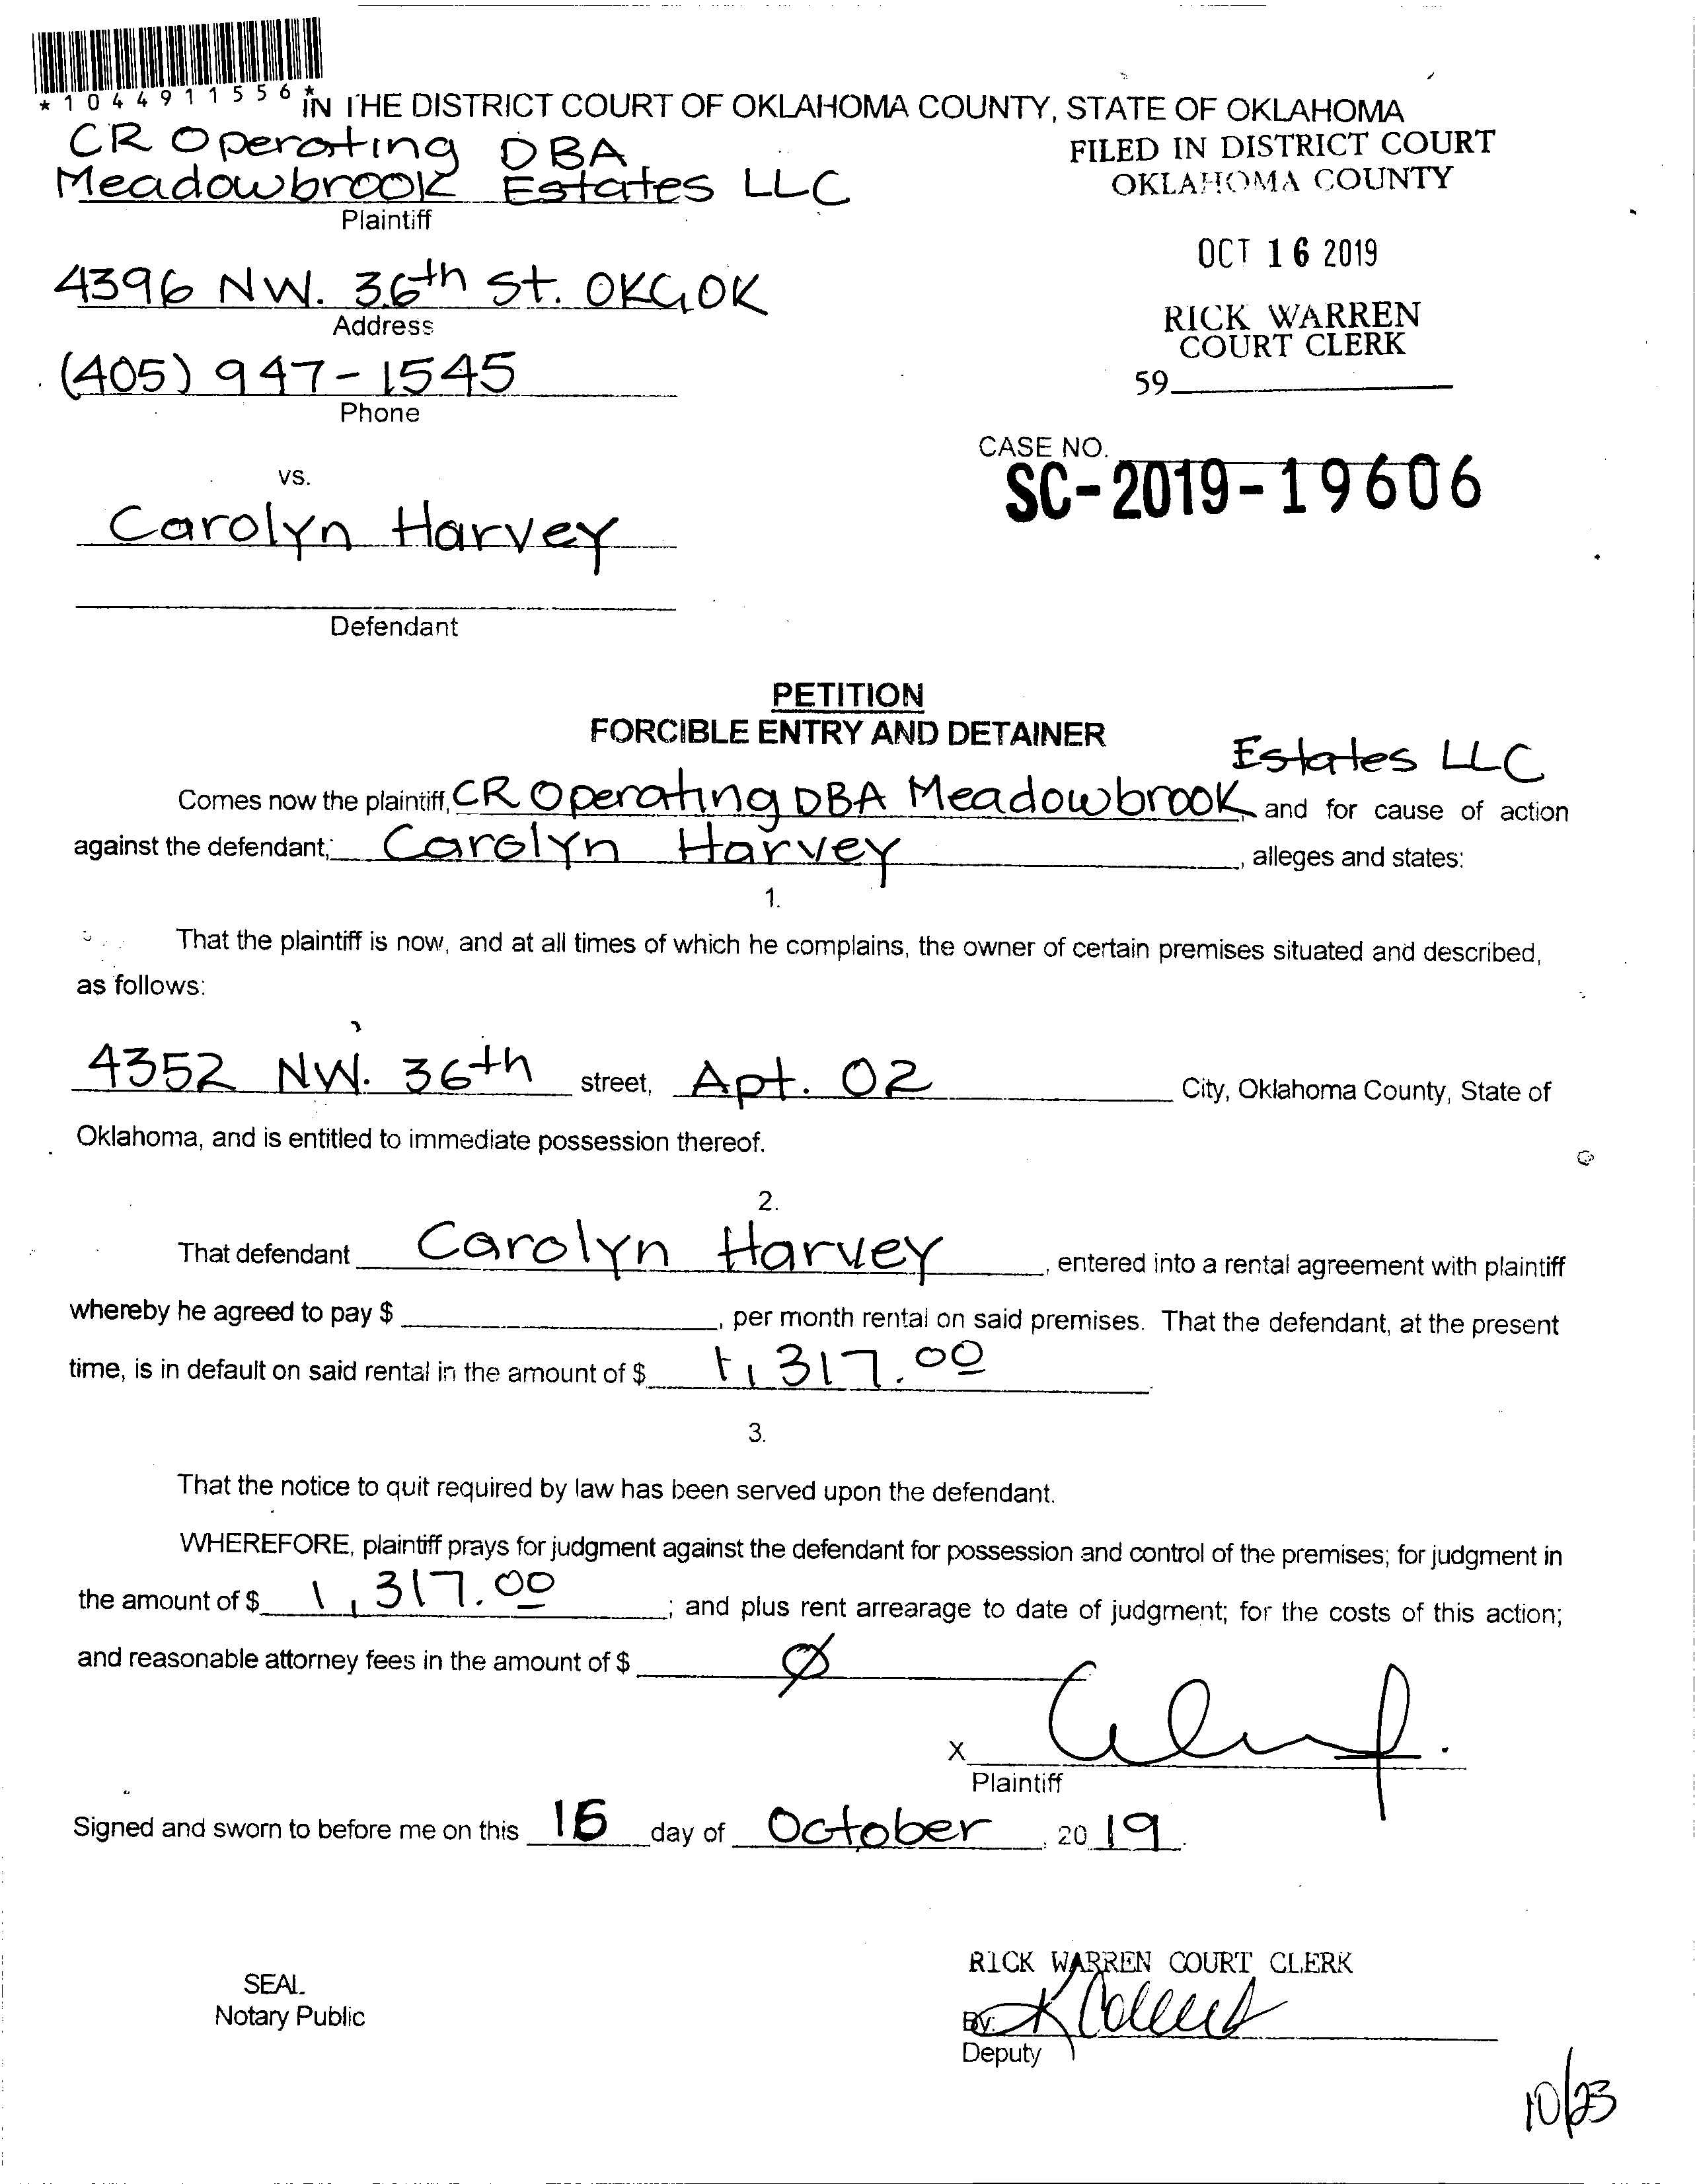 *1044911556*
IN THE DISTRICT COURT OF OKLAHOMA COUNTY, STATE OF OKLAHOMA
CR Operating DBA
Meadowbrook Estates LLC
Plaintiff
FILED IN DISTRICT COURT
OKLAHOMA COUNTY
OCT 16 2019
RICK WARREN
COURT CLERK
59
4396 NW. 36th St. OKC, OK
Address
(405) 947-1545
Phone
CASE NO.
SC-2019-19606
vs.
Carolyn Harvey
Defendant
PETITION
FORCIBLE ENTRY AND DETAINER
Estates LLC
Comes now the plaintiff, CR Operating DBA Meadowbrook, and for cause of action
against the defendant; Carolyn Harvey, alleges and states:
1.
That the plaintiff is now, and at all times of which he complains, the owner of certain premises situated and described,
as follows:
4352 NW. 36th street, Apt. 02 City, Oklahoma County, State of
Oklahoma, and is entitled to immediate possession thereof.
2.
That defendant Carolyn Harvey, entered into a rental agreement with plaintiff
whereby he agreed to pay $ , per month rental on said premises. That the defendant, at the present
time, is in default on said rental in the amount of $ 1,317.00
3.
That the notice to quit required by law has been served upon the defendant.
WHEREFORE, plaintiff prays for judgment against the defendant for possession and control of the premises; for judgment in
the amount of $ 1,317.00; and plus rent arrearage to date of judgment; for the costs of this action;
and reasonable attorney fees in the amount of $ Ø
X
Plaintiff
Signed and sworn to before me on this day of October, 2019.
RICK WARREN COURT CLERK
SEAL
Notary Public
By: K
Deputy
10/23